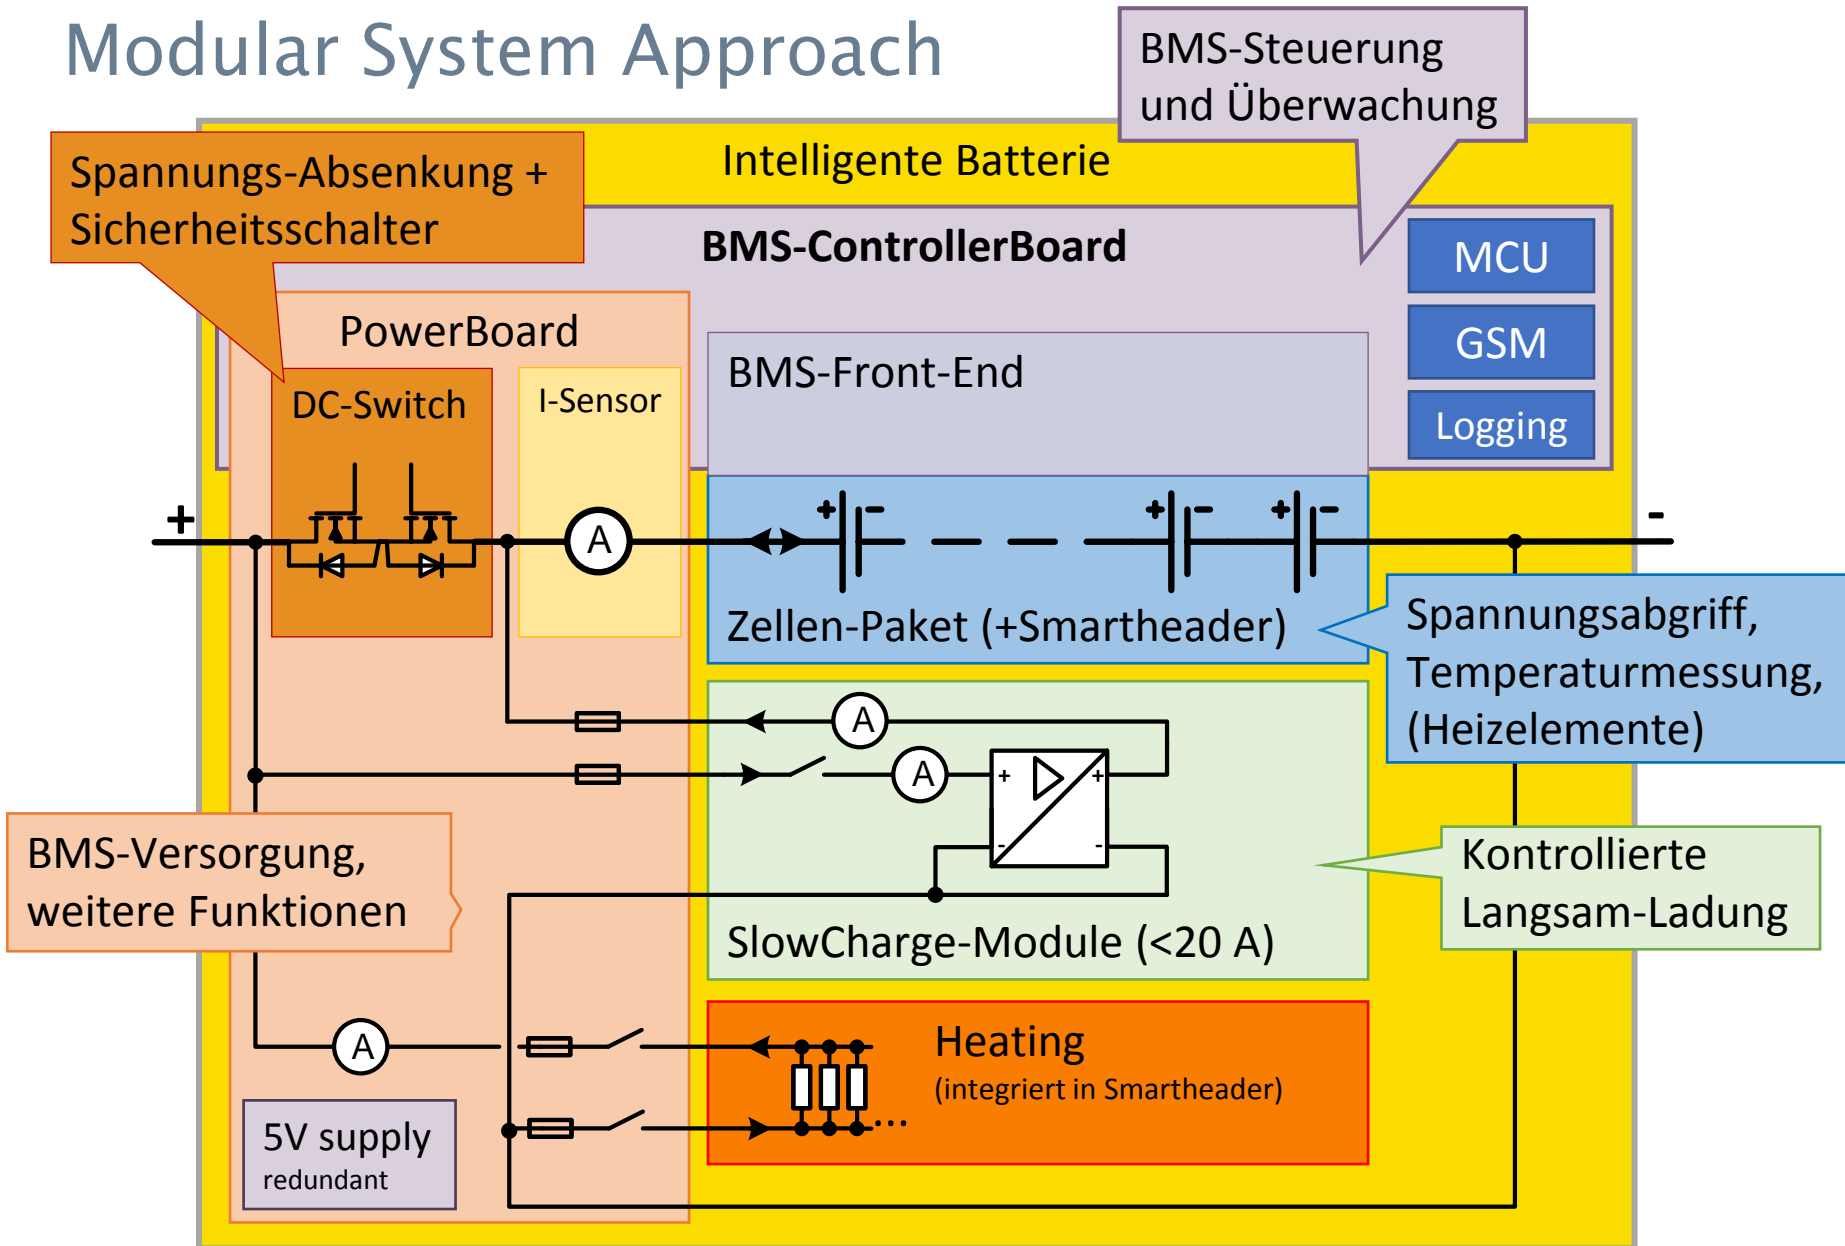 Modular System Approach
BMS-Steuerung
und Überwachung
Spannungs-Absenkung +
Sicherheitsschalter
Intelligente Batterie
BMS-ControllerBoard
MCU
GSM
Logging
PowerBoard
DC-Switch
I-Sensor
BMS-Front-End
+
A
+ -
+ -
+ -
-
Zellen-Paket (+Smartheader)
Spannungsabgriff,
Temperaturmessung,
(Heizelemente)
A
A
+ +
- -
SlowCharge-Module (<20 A)
Kontrollierte
Langsam-Ladung
BMS-Versorgung,
weitere Funktionen
A
Heating
(integriert in Smartheader)
...
5V supply
redundant